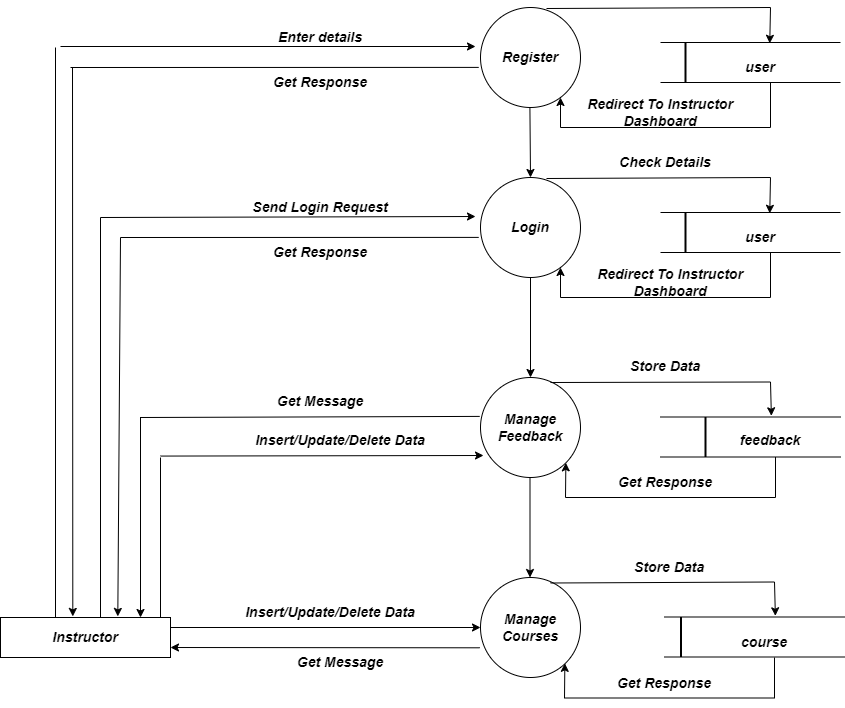 Enter details
Register
Get Response
user
Redirect To Instructor
Dashboard
Check Details
Send Login Request
Login
Get Response
user
Redirect To Instructor
Dashboard
Store Data
Get Message
Manage
Feedback
Insert/Update/Delete Data
feedback
Get Response
Store Data
Insert/Update/Delete Data
Manage
Courses
Instructor
course
Get Message
Get Response